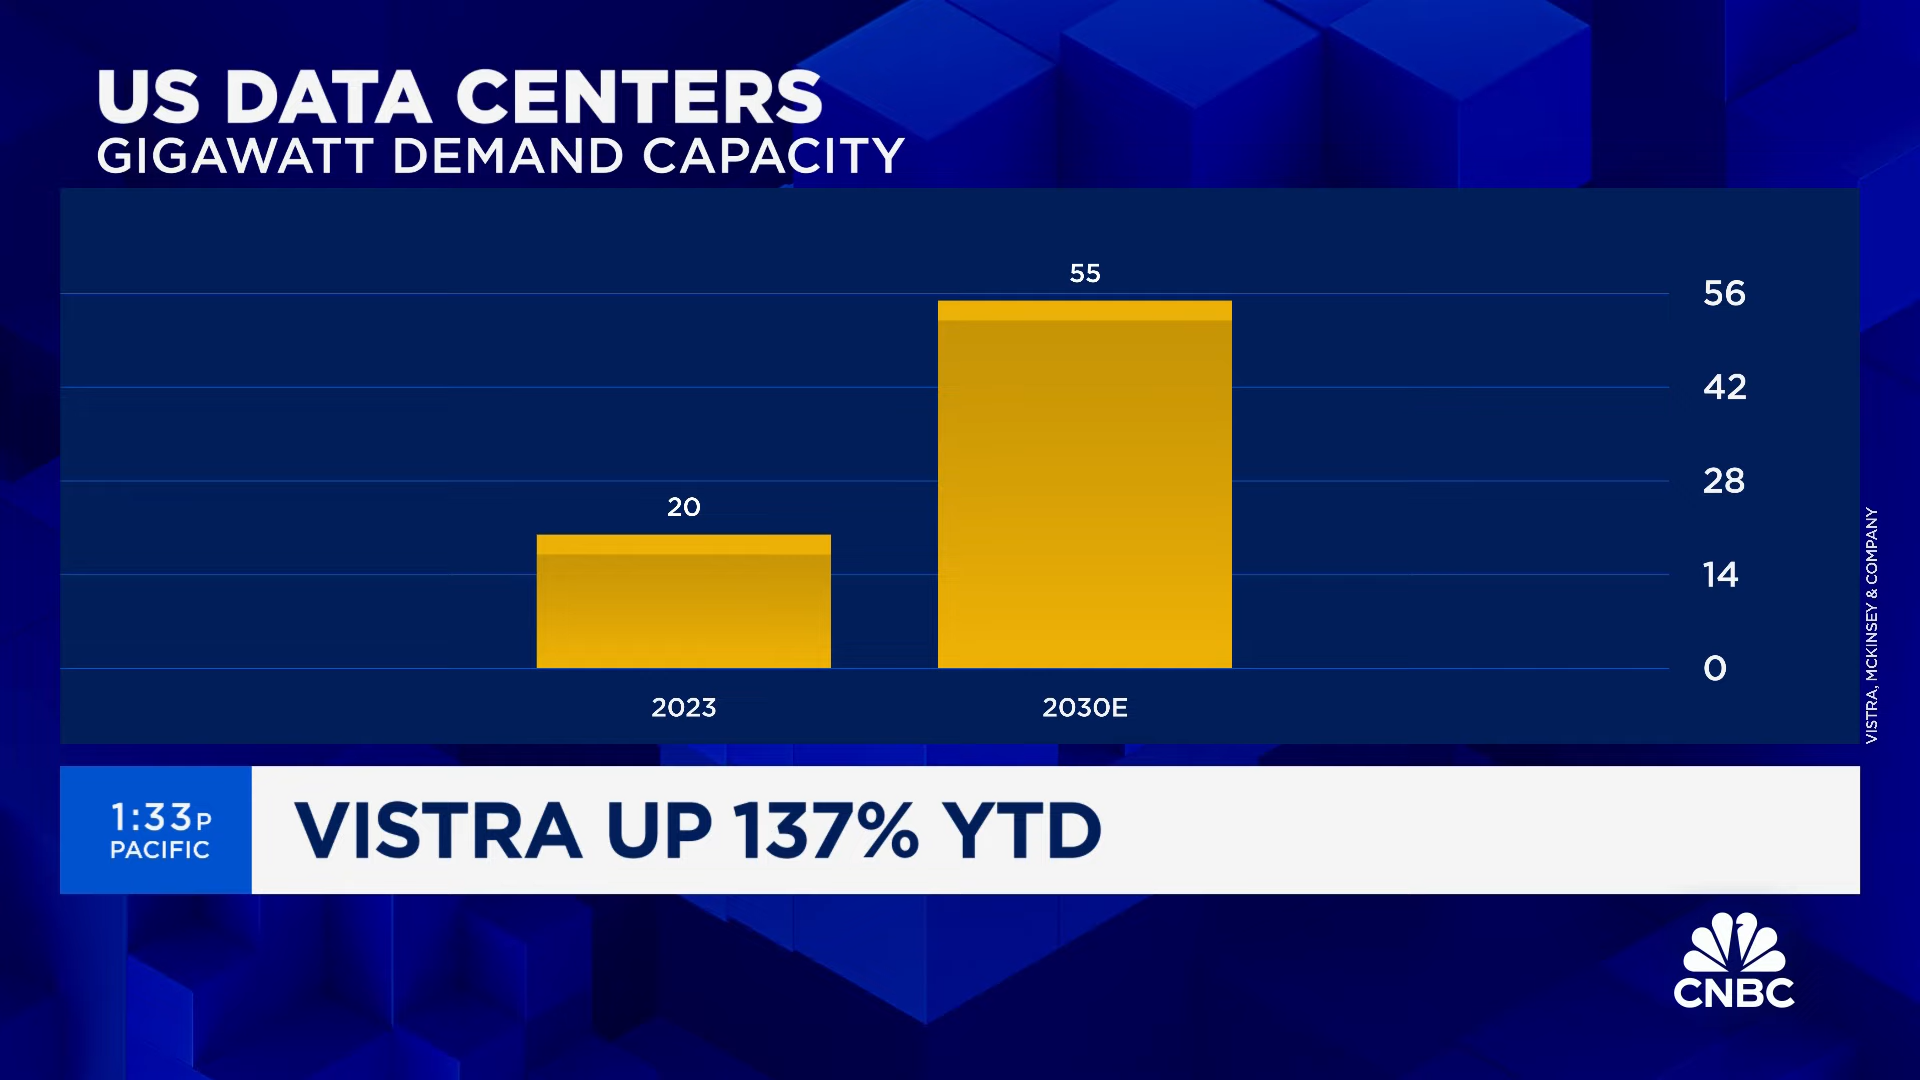 US DATA CENTERS
GIGAWATT DEMAND CAPACITY
55
56
42
28
20
14
0
2023
2030E
VISTRA, MCKINSEY & COMPANY
1:33P
PACIFIC
VISTRA UP 137% YTD
CNBC